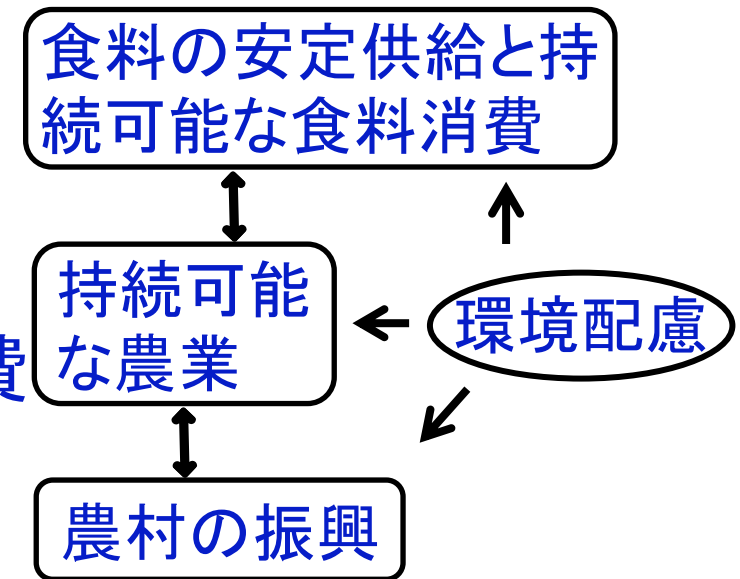 食料の安定供給と持
続可能な食料消費
持続可能
な農業
環境配慮
費
農村の振興